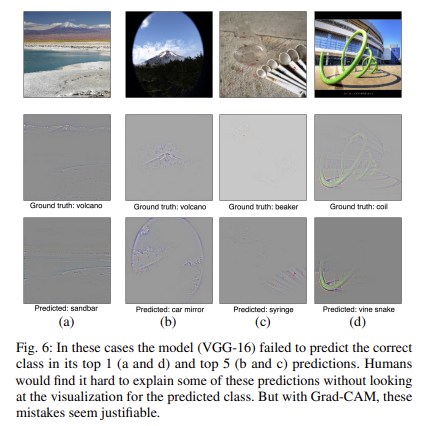 Ground truth: volcano
Ground truth: volcano
Ground truth: beaker
Ground truth: coil
Predicted: sandbar
Predicted: car mirror
Predicted: syringe
Predicted: vine snake
(a)
(b)
(c)
(d)
Fig. 6: In these cases the model (VGG-16) failed to predict the correct
class in its top 1 (a and d) and top 5 (b and c) predictions. Humans
would find it hard to explain some of these predictions without looking
at the visualization for the predicted class. But with Grad-CAM, these
mistakes seem justifiable.